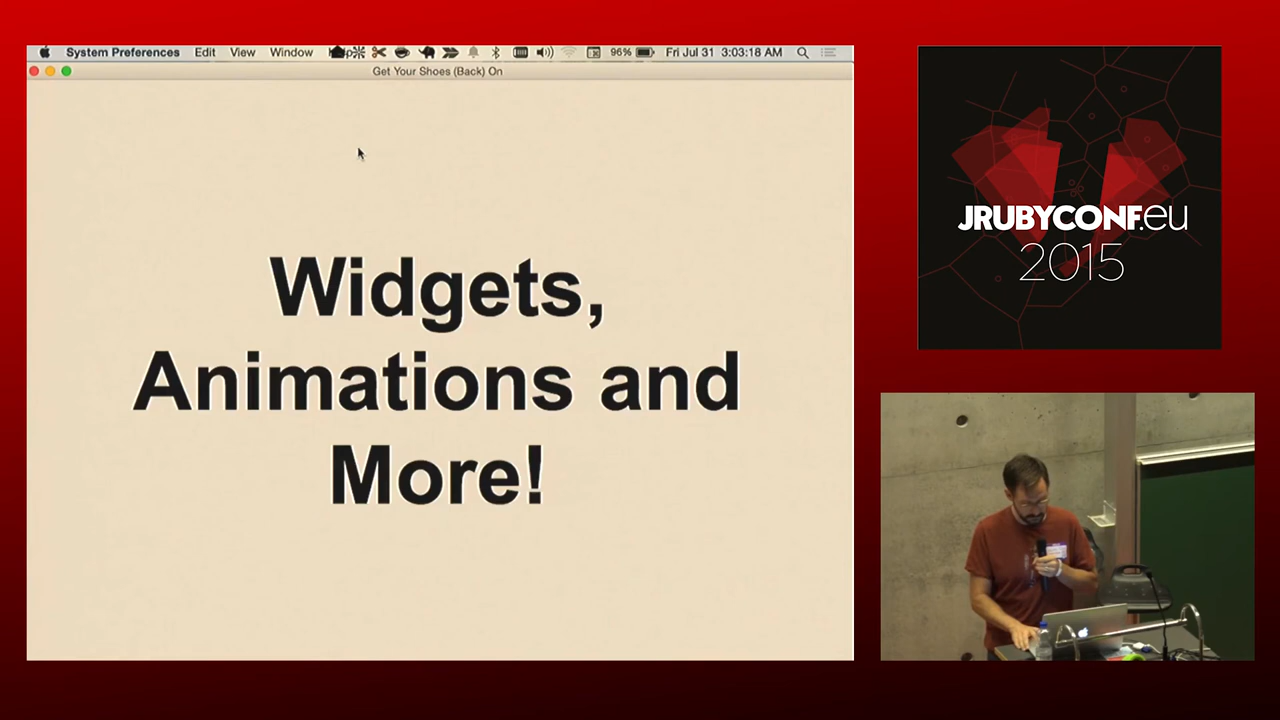 System Preferences Edit View Window 96% Fri Jul 31 3:03:18 AM
Get Your Shoes (Back) On
Widgets,
Animations and
More!
JRUBYCONF.eu
2015